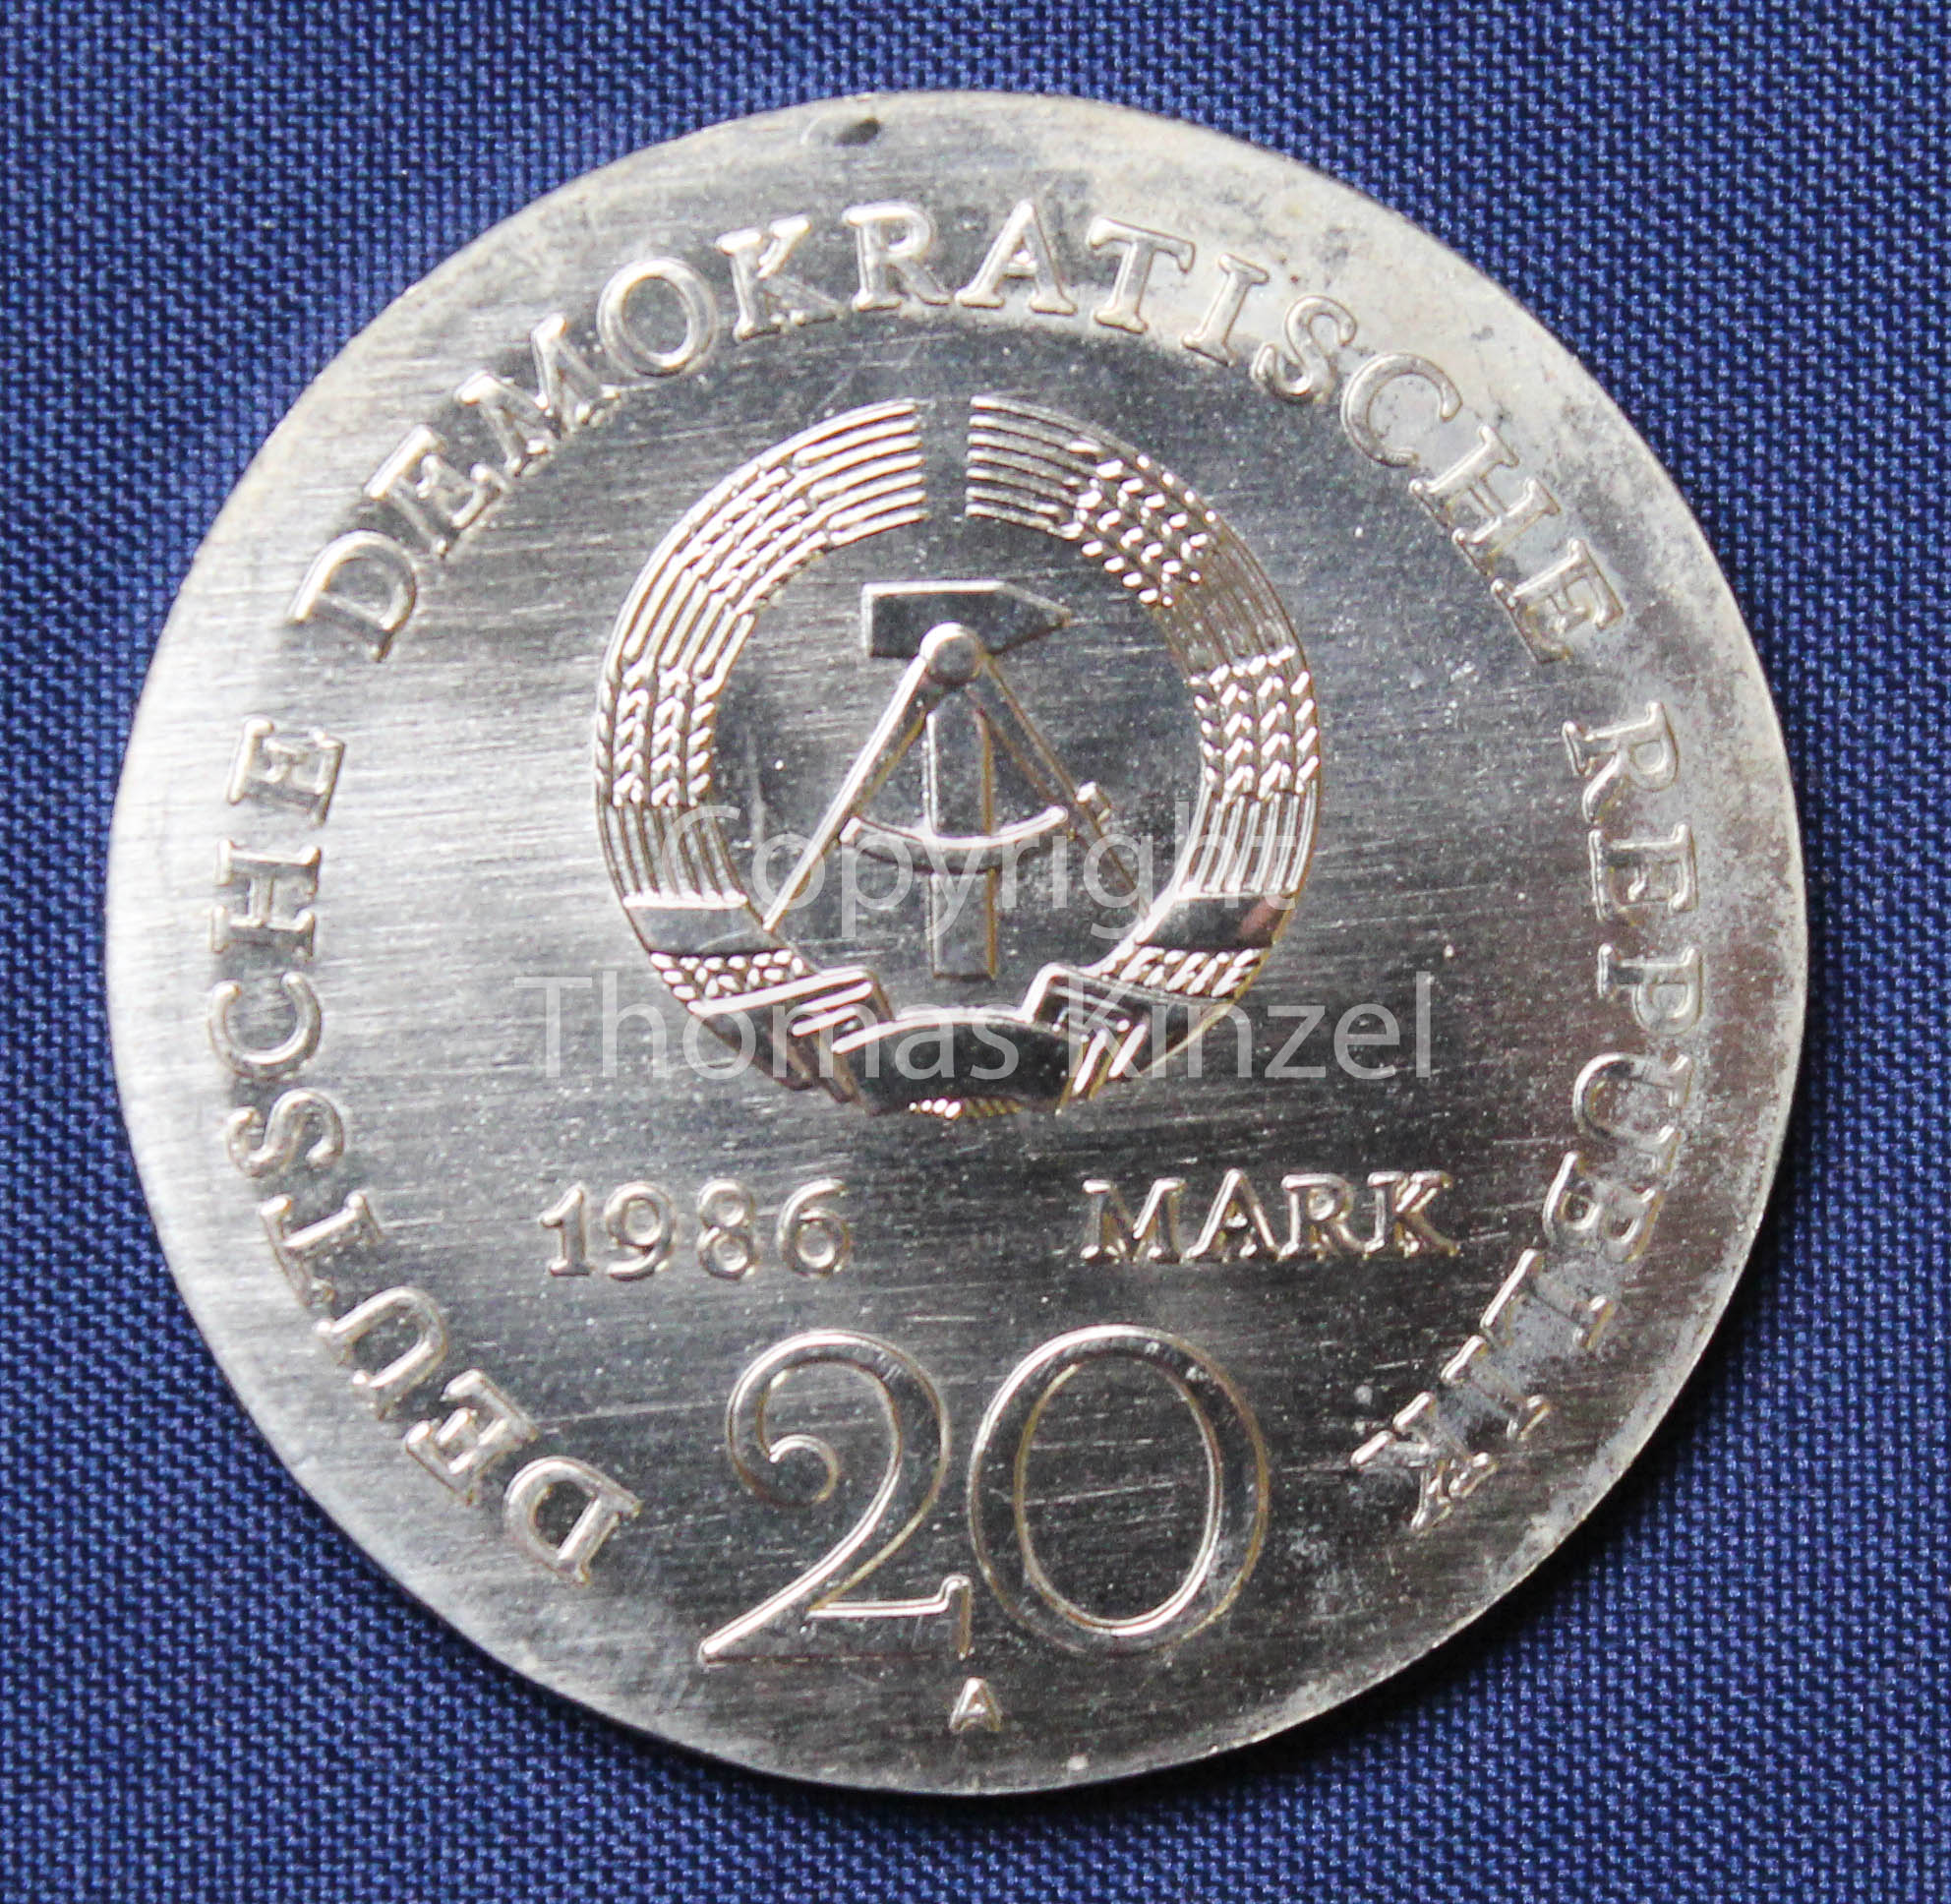 DEUTSCHE DEMOKRATISCHE REPUBLIK
Copyright
Thomas Kinzel
1986 MARK
20
A